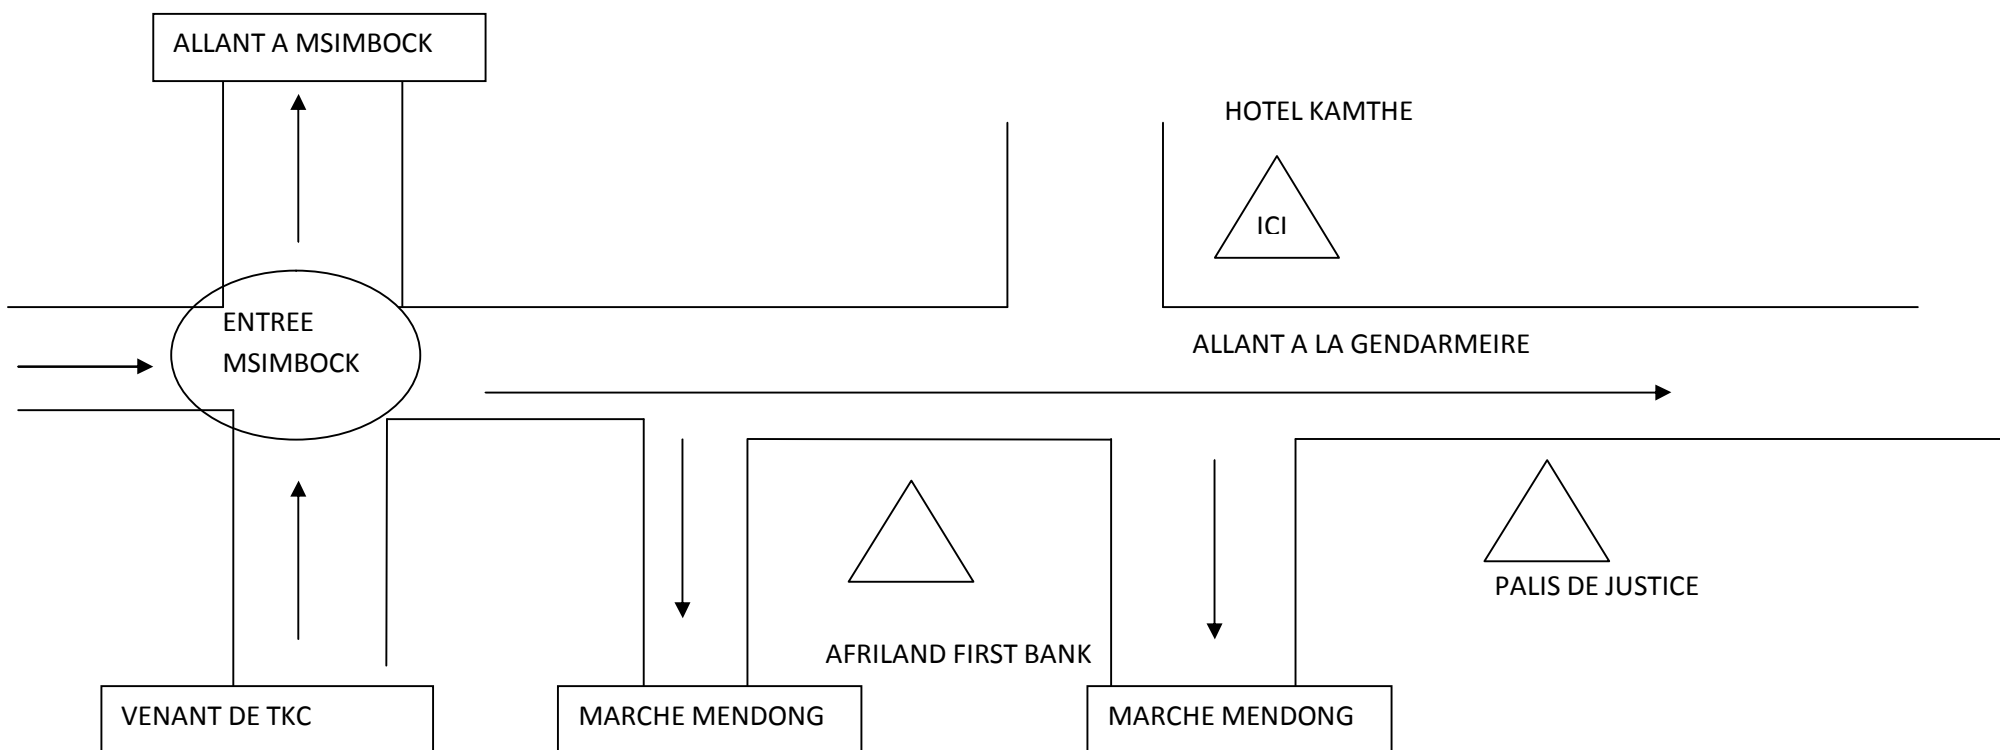 ALLANT A MSIMBOCK
HOTEL KAMTHE
ICI
ENTREE
MSIMBOCK
ALLANT A LA GENDARMEIRE
PALIS DE JUSTICE
AFRILAND FIRST BANK
VENANT DE TKC
MARCHE MENDONG
MARCHE MENDONG